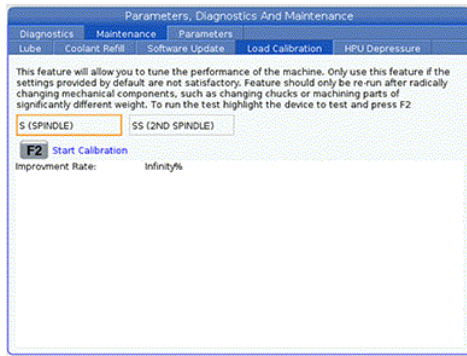 Parameters, Diagnostics And Maintenance
Diagnostics Maintenance Parameters
Lube Coolant Refill Software Update Load Calibration HPU Depressure
This feature will allow you to tune the performance of the machine. Only use this feature if the
settings provided by default are not satisfactory. Feature should only be re-run after radically
changing mechanical components, such as changing chucks or machining parts of
significantly different weight. To run the test highlight the device to test and press F2
S (SPINDLE) SS (2ND SPINDLE)
F2 Start Calibration
Improvment Rate: Infinity%